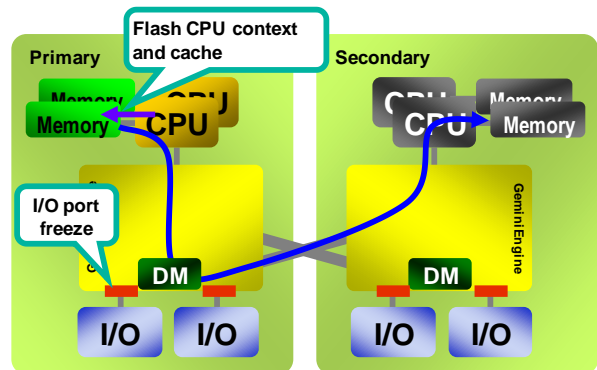 Flash CPU context
and cache
Primary
Secondary
Memory
Memory
CPU
CPU
CPU
CPU
Memory
Memory
I/O port
freeze
GeminiEngine
DM
DM
I/O
I/O
I/O
I/O